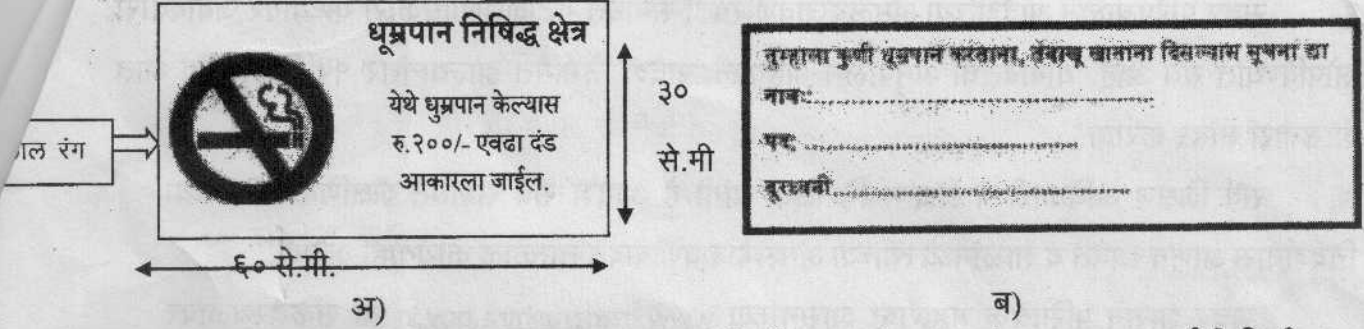 धूम्रपान निषिद्ध क्षेत्र
येथे धुम्रपान केल्यास
रु.२००/- एवढा दंड
आकारला जाईल.
ाल रंग
३०
से.मी
६० से.मी.
अ)
तुम्हाला कुणी धूम्रपान करताना, तंबाखू खाताना दिसल्यास सूचना द्या
नाव:
पद:
दूरध्वनी
ब)